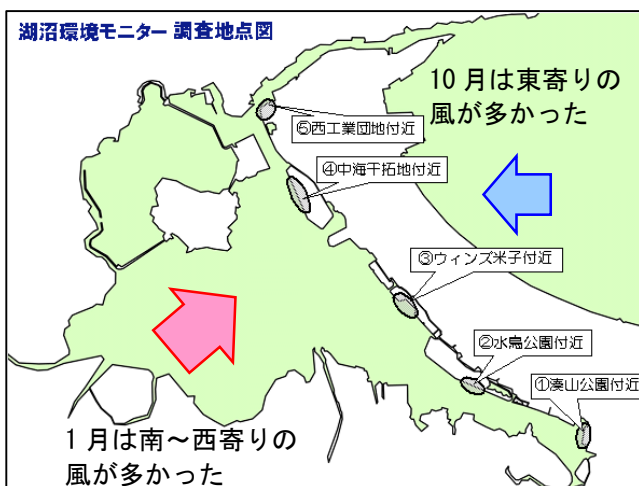 湖沼環境モニター調査地点図
10月は東寄りの
風が多かった
⑤西工業団地付近
④中海干拓地付近
③ウィンズ米子付近
②水鳥公園付近
①湊山公園付近
1月は南～西寄りの
風が多かった